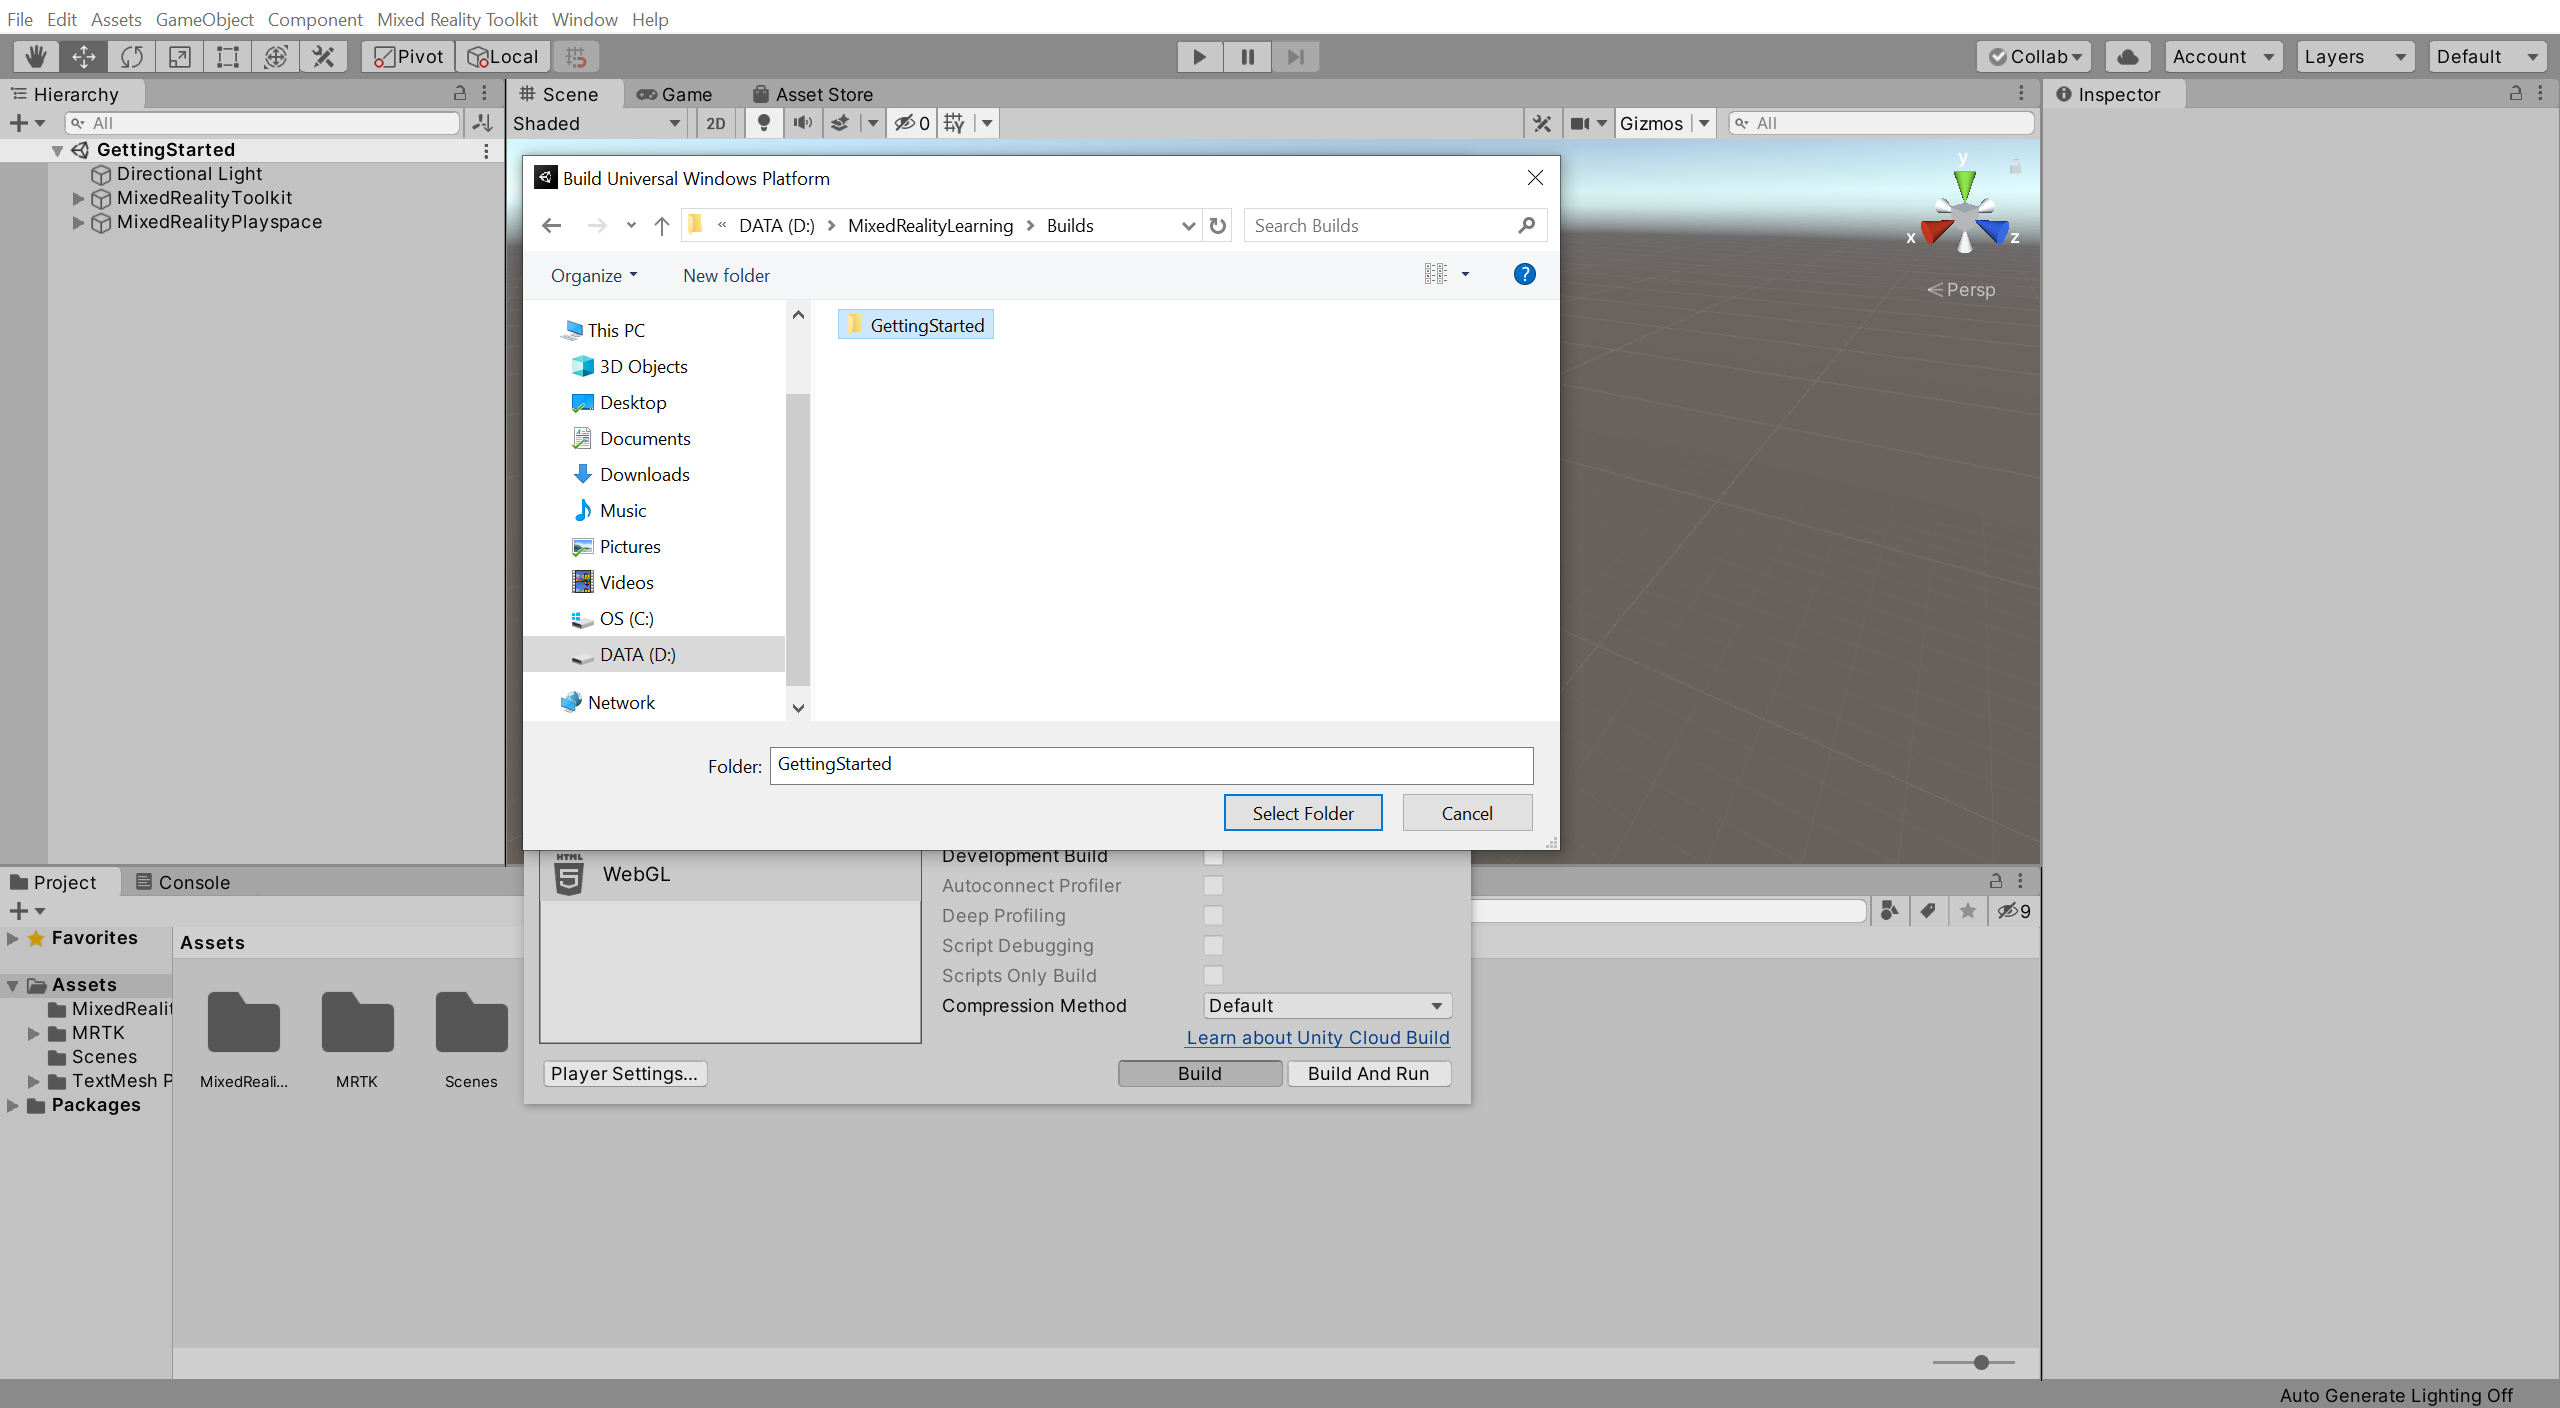 File Edit Assets GameObject Component Mixed Reality Toolkit Window Help
Pivot Local Collab Account Layers Default
Hierarchy
All
GettingStarted
Directional Light
MixedRealityToolkit
MixedRealityPlayspace
Scene Game Asset Store
Shaded 2D 0 Gizmos All
y
x z
Persp
Inspector
Build Universal Windows Platform
« DATA (D:) > MixedRealityLearning > Builds Search Builds
Organize New folder ?
This PC
3D Objects
Desktop
Documents
Downloads
Music
Pictures
Videos
OS (C:)
DATA (D:)
Network
GettingStarted
Folder: GettingStarted
Select Folder Cancel
HTML
5
WebGL
Development Build
Autoconnect Profiler
Deep Profiling
Script Debugging
Scripts Only Build
Compression Method Default
Learn about Unity Cloud Build
Player Settings... Build Build And Run
Project Console
9
Favorites
Assets
MixedRealit
MRTK
Scenes
TextMesh P
Packages
Assets
MixedReali... MRTK Scenes
Auto Generate Lighting Off